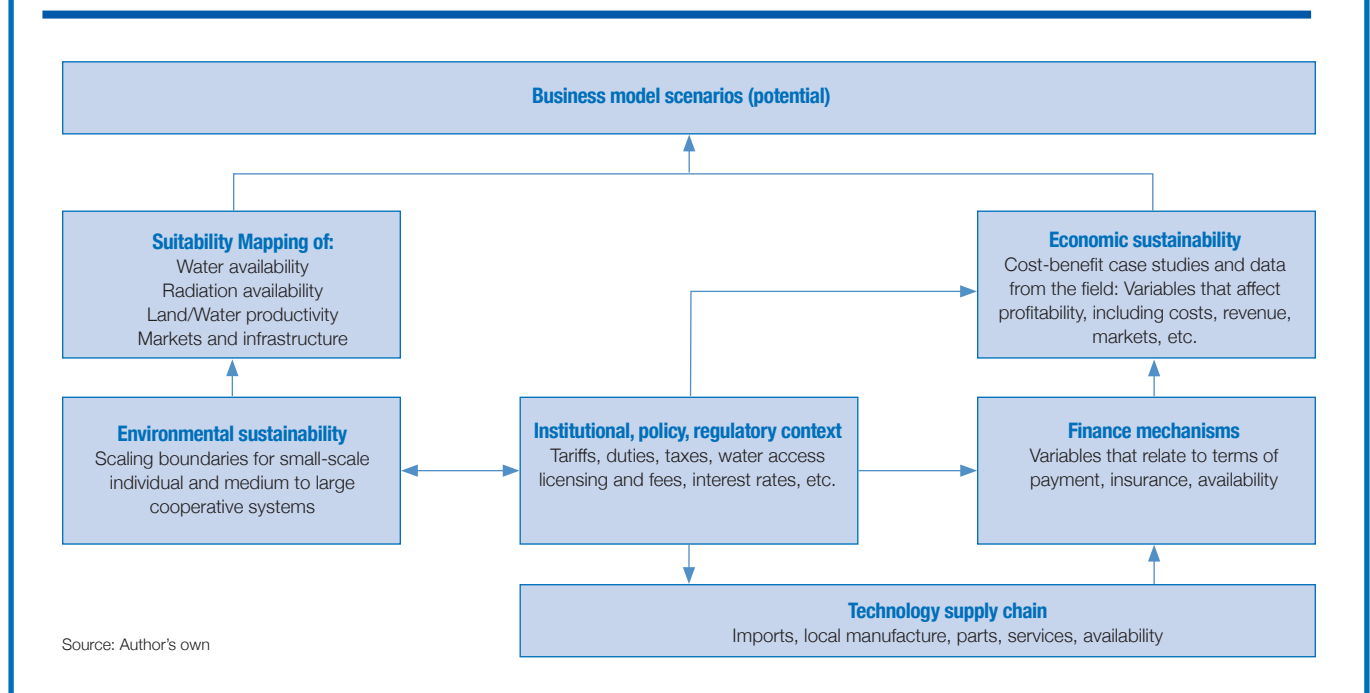 Business model scenarios (potential)
Suitability Mapping of:
Water availability
Radiation availability
Land/Water productivity
Markets and infrastructure
Economic sustainability
Cost-benefit case studies and data
from the field: Variables that affect
profitability, including costs, revenue,
markets, etc.
Environmental sustainability
Scaling boundaries for small-scale
individual and medium to large
cooperative systems
Institutional, policy, regulatory context
Tariffs, duties, taxes, water access
licensing and fees, interest rates, etc.
Finance mechanisms
Variables that relate to terms of
payment, insurance, availability
Technology supply chain
Imports, local manufacture, parts, services, availability
Source: Author's own